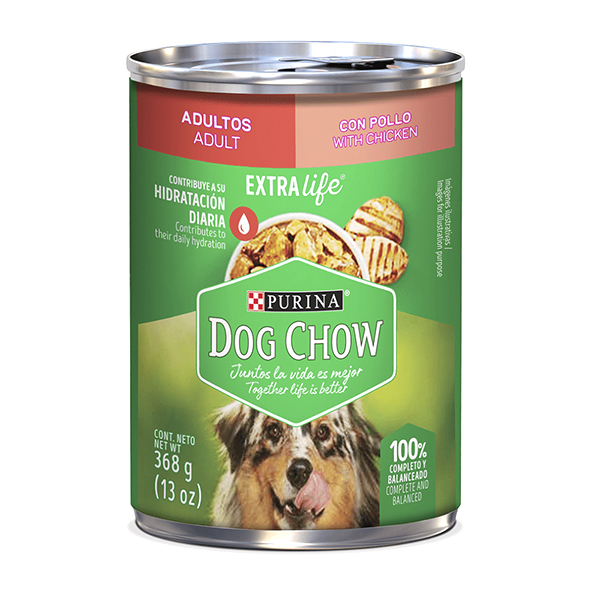 ADULTOS
ADULT
CON POLLO
WITH CHICKEN
CONTRIBUYE A SU
HIDRATACIÓN
DIARIA
Contributes to
their daily hydration
EXTRA life®
Imágenes ilustrativas |
Images for illustration purpose
PURINA®
DOG CHOW
Juntos la vida es mejor
Together life is better
CONT. NETO
NET WT
368 g
(13 oz)
100%
COMPLETO Y
BALANCEADO
COMPLETE AND
BALANCED